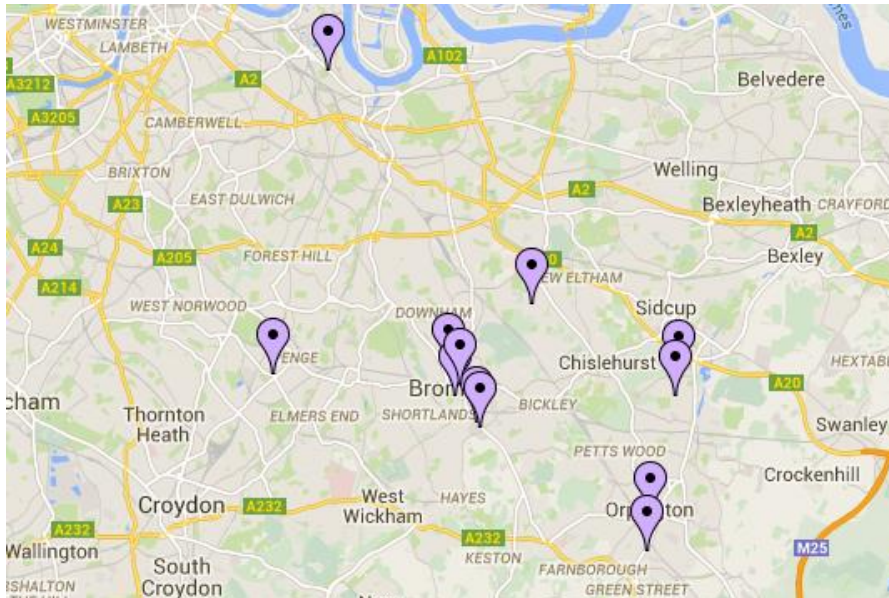 WESTMINSTER
LAMBETH
A102
A2
Belvedere
A3212
A3205
CAMBERWELL
BRIXTON
Welling
EAST DULWICH
A2
A23
Bexleyheath
CRAYFORD
A2
A24
A205
FOREST HILL
Bexley
EW ELTHAM
A214
WEST NORWOOD
DOWNHAM
Sidcup
ENGE
Chislehurst
HEXTABL
A20
cham
Thornton
Heath
Brom
SHORTLANDS
BICKLEY
ELMERS END
Swanley
PETTS WOOD
Crockenhill
Croydon
A232
West
Wickham
HAYES
Orp
ton
A232
Wallington
A232
KESTON
M25
South
Croydon
FARNBOROUGH
GREEN STREET
RSHALTON